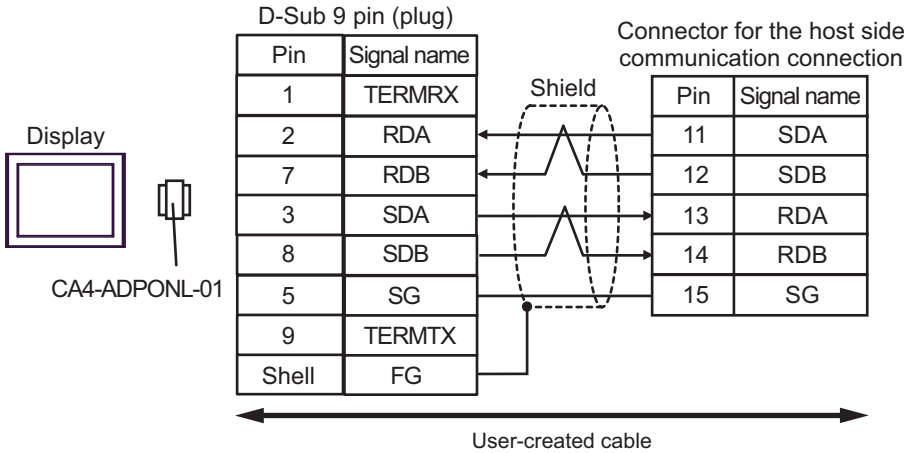 D-Sub 9 pin (plug)
Connector for the host side
communication connection
Pin Signal name
1 TERMRX
2 RDA
7 RDB
3 SDA
8 SDB
5 SG
9 TERMTX
Shell FG
Shield
Pin Signal name
11 SDA
12 SDB
13 RDA
14 RDB
15 SG
Display
CA4-ADPONL-01
User-created cable